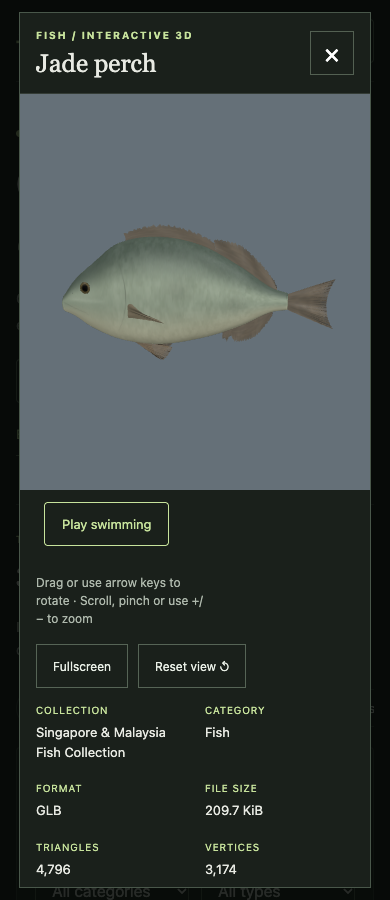 FISH / INTERACTIVE 3D
Jade perch
×
Play swimming
Drag or use arrow keys to
rotate · Scroll, pinch or use +/
− to zoom
Fullscreen
Reset view ↺
COLLECTION
Singapore & Malaysia
Fish Collection
CATEGORY
Fish
FORMAT
GLB
FILE SIZE
209.7 KiB
TRIANGLES
4,796
VERTICES
3,174
All categories
All types